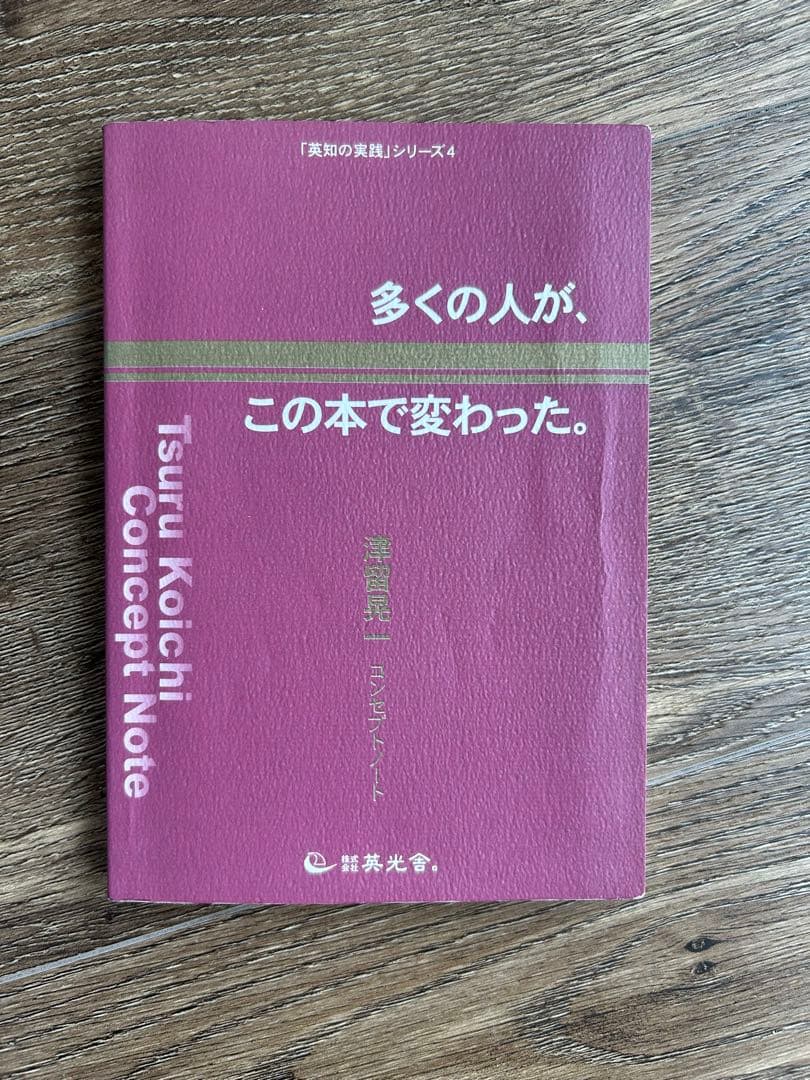 「英知の実践」シリーズ4
多くの人が、
この本で変わった。
Tsuru Koichi
Concept Note
津留晃一
コンセプトノート
株式会社
英光舎。